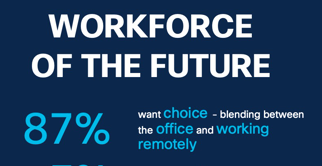 WORKFORCE
OF THE FUTURE
87%
want choice - blending between
the office and working
remotely